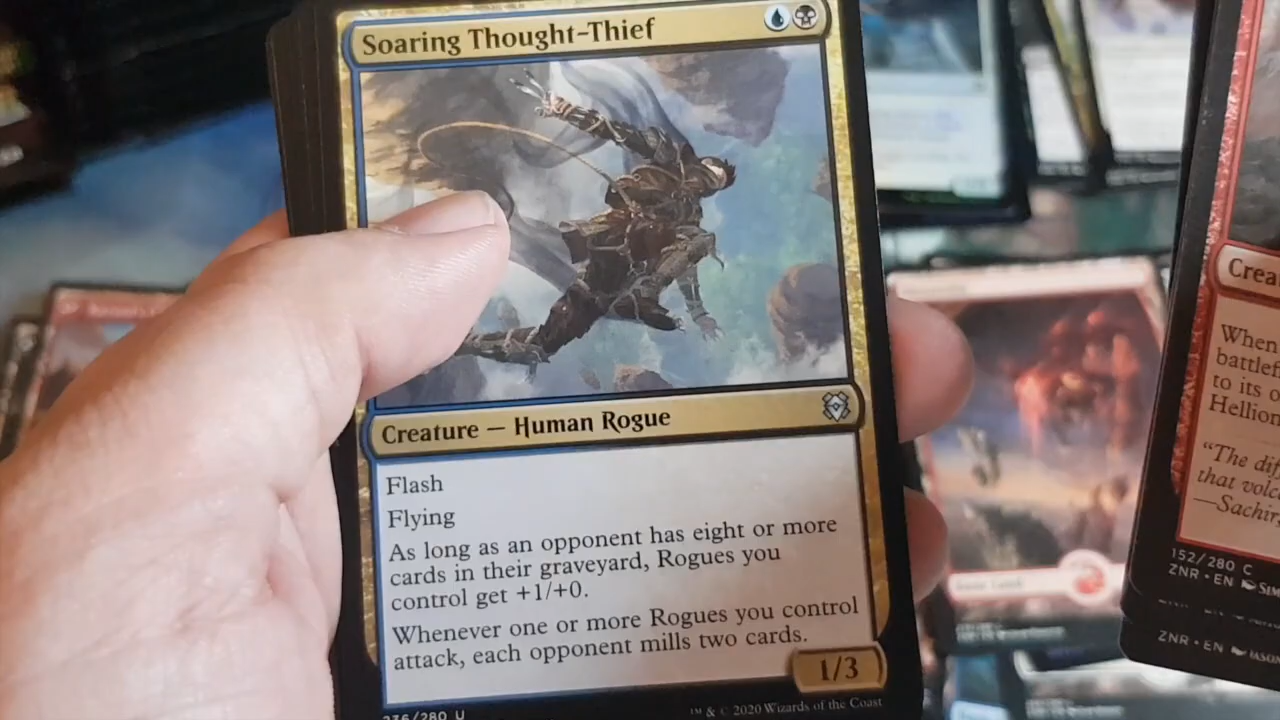 Soaring Thought-Thief
Creature — Human Rogue
Flash
Flying
As long as an opponent has eight or more
cards in their graveyard, Rogues you
control get +1/+0.
Whenever one or more Rogues you control
attack, each opponent mills two cards.
1/3
236/280 U
™ & © 2020 Wizards of the Coast
Crea
When
battlef
to its o
Hellion
“The dif
that volc
—Sachir,
152/280 C
ZNR • EN
ZNR • EN